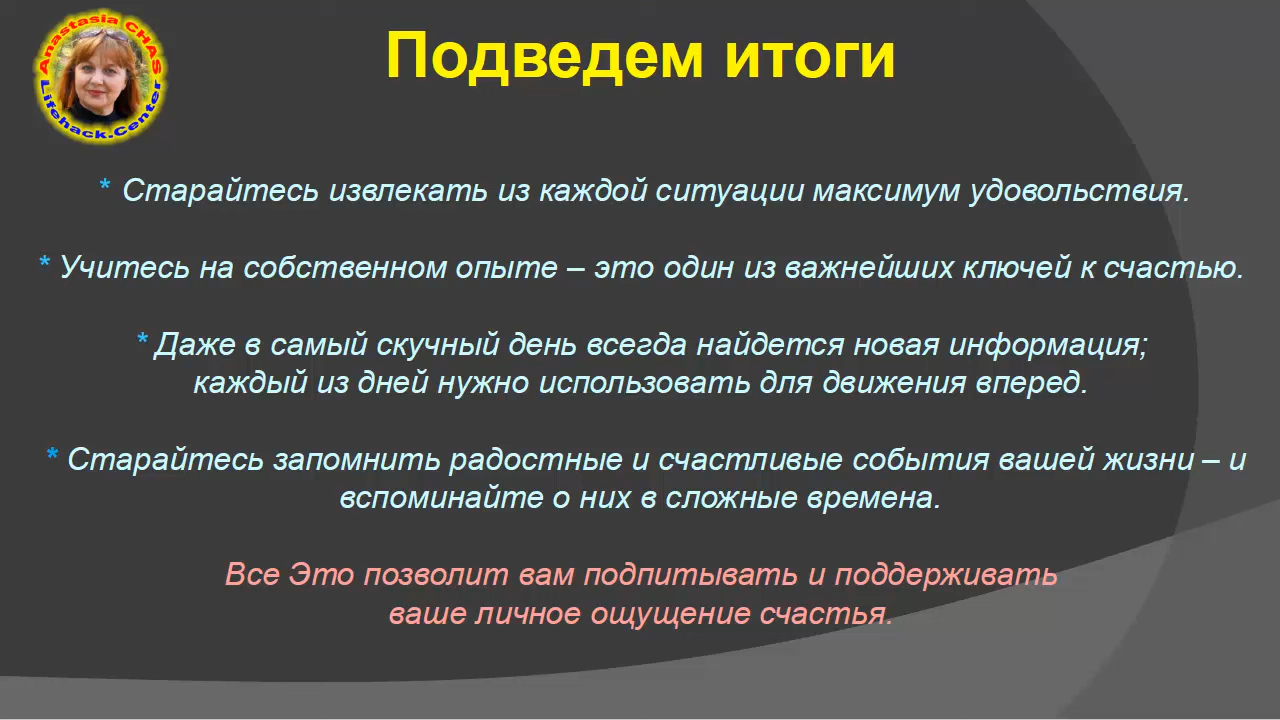 Anastasia CHAS
Lifehack.Center
Подведем итоги
* Старайтесь извлекать из каждой ситуации максимум удовольствия.
* Учитесь на собственном опыте – это один из важнейших ключей к счастью.
* Даже в самый скучный день всегда найдется новая информация;
каждый из дней нужно использовать для движения вперед.
* Старайтесь запомнить радостные и счастливые события вашей жизни – и
вспоминайте о них в сложные времена.
Все Это позволит вам подпитывать и поддерживать
ваше личное ощущение счастья.